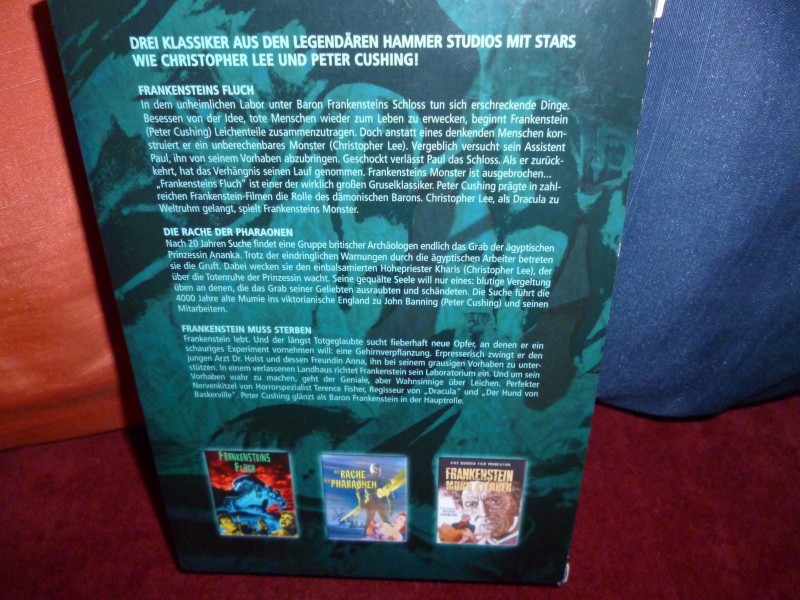 DREI KLASSIKER AUS DEN LEGENDÄREN HAMMER STUDIOS MIT STARS
WIE CHRISTOPHER LEE UND PETER CUSHING!
FRANKENSTEINS FLUCH
In dem unheimlichen Labor unter Baron Frankensteins Schloss tun sich erschreckende Dinge.
Besessen von der Idee, tote Menschen wieder zum Leben zu erwecken, beginnt Frankenstein
(Peter Cushing) Leichenteile zusammenzutragen. Doch anstatt eines denkenden Menschen kon-
struiert er ein unberechenbares Monster (Christopher Lee). Vergeblich versucht sein Assistent
Paul, ihn von seinem Vorhaben abzubringen. Geschockt verlässt Paul das Schloss. Als er zurück-
kehrt, hat das Verhängnis seinen Lauf genommen. Frankensteins Monster ist ausgebrochen...
„Frankensteins Fluch" ist einer der wirklich großen Gruselklassiker. Peter Cushing prägte in zahl-
reichen Frankenstein-Filmen die Rolle des dämonischen Barons. Christopher Lee, als Dracula zu
Weltruhm gelangt, spielt Frankensteins Monster.
DIE RACHE DER PHARAONEN
Nach 20 Jahren Suche findet eine Gruppe britischer Archäologen endlich das Grab der ägyptischen
Prinzessin Ananka. Trotz der eindringlichen Warnungen durch die ägyptischen Arbeiter betreten
sie die Gruft. Dabei wecken sie den einbalsamierten Hohepriester Kharis (Christopher Lee), der
über die Totenruhe der Prinzessin wacht. Seine gequälte Seele will nur eines: blutige Vergeltung
üben an denen, die das Grab seiner Geliebten ausraubten und schändeten. Die Suche führt die
4000 Jahre alte Mumie ins viktorianische England zu John Banning (Peter Cushing) und seinen
Mitarbeitern.
FRANKENSTEIN MUSS STERBEN
Frankenstein lebt. Und der längst Totgeglaubte sucht fieberhaft neue Opfer, an denen er ein
schauriges Experiment vornehmen will: eine Gehirnverpflanzung. Erpresserisch zwingt er den
jungen Arzt Dr. Holst und dessen Freundin Anna, ihn bei seinem grausigen Vorhaben zu unter-
stützen. In einem verlassenen Landhaus richtet Frankenstein sein Laboratorium ein. Und um sein
Vorhaben wahr zu machen, geht der Geniale, aber Wahnsinnige über Leichen. Perfekter
Nervenkitzel von Horrorspezialist Terence Fisher, Regisseur von „Dracula" und „Der Hund von
Baskerville". Peter Cushing glänzt als Baron Frankenstein in der Hauptrolle.
FRANKENSTEINS
FLUCH
RACHE
PHARAONEN
EINE HAMMER FILM PRODUKTION
FRANKENSTEIN
MUSS STERBEN